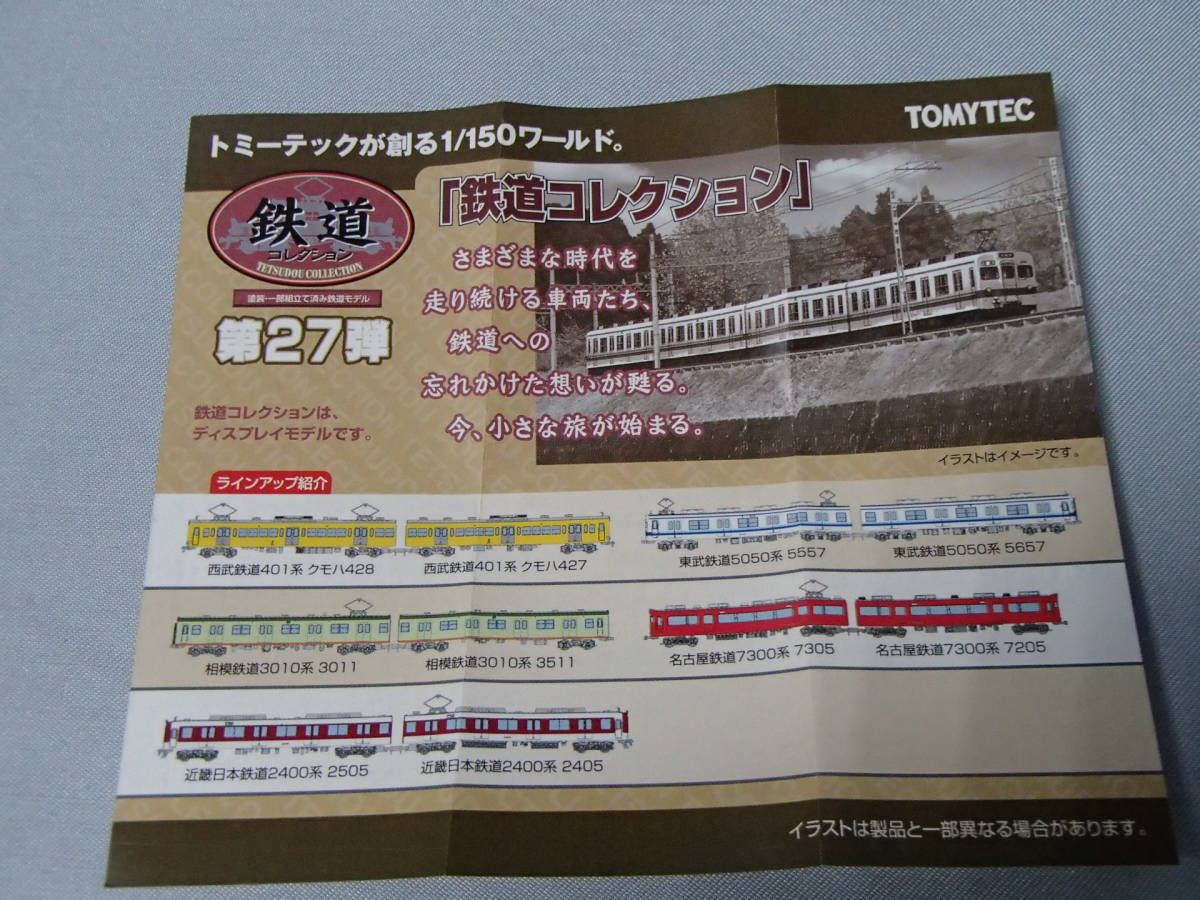 トミーテックが創る1/150ワールド。
TOMYTEC
鉄道
コレクション
TETSUDOU COLLECTION
塗装・一部組立て済み鉄道モデル
第27弾
「鉄道コレクション」
さまざまな時代を
走り続ける車両たち、
鉄道への
忘れかけた想いが甦る。
今、小さな旅が始まる。
鉄道コレクションは、
ディスプレイモデルです。
イラストはイメージです。
ラインアップ紹介
西武鉄道401系 クモハ428
西武鉄道401系 クモハ427
東武鉄道5050系 5557
東武鉄道5050系 5657
相模鉄道3010系 3011
相模鉄道3010系 3511
名古屋鉄道7300系 7305
名古屋鉄道7300系 7205
近畿日本鉄道2400系 2505
近畿日本鉄道2400系 2405
イラストは製品と一部異なる場合があります。